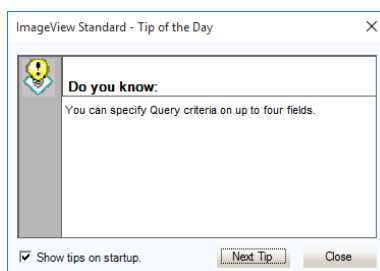 ImageView Standard - Tip of the Day
Do you know:
You can specify Query criteria on up to four fields.
Show tips on startup.
Next Tip
Close